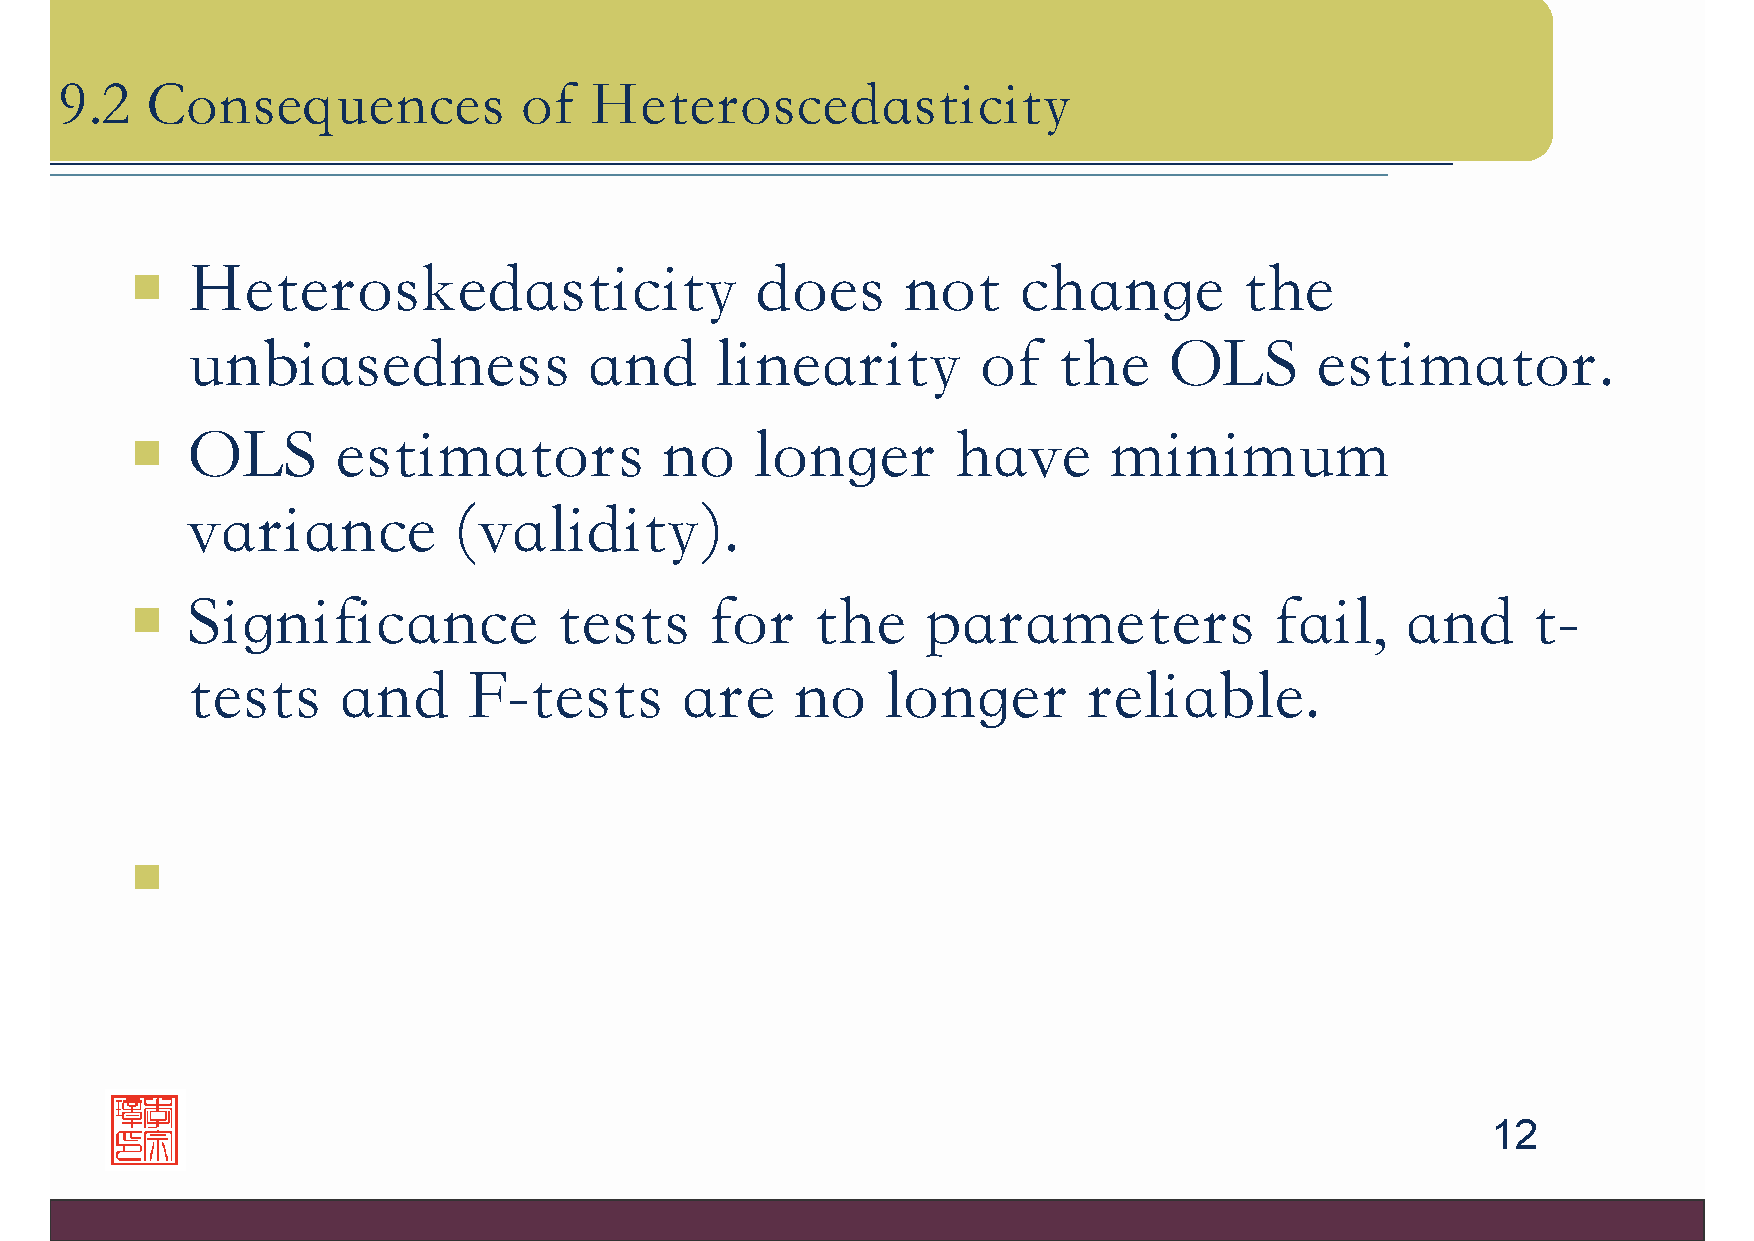 9.2 Consequences of Heteroscedasticity
Heteroskedasticity does not change the
unbiasedness and linearity of the OLS estimator.
OLS estimators no longer have minimum
variance (validity).
Significance tests for the parameters fail, and t-
tests and F-tests are no longer reliable.
12